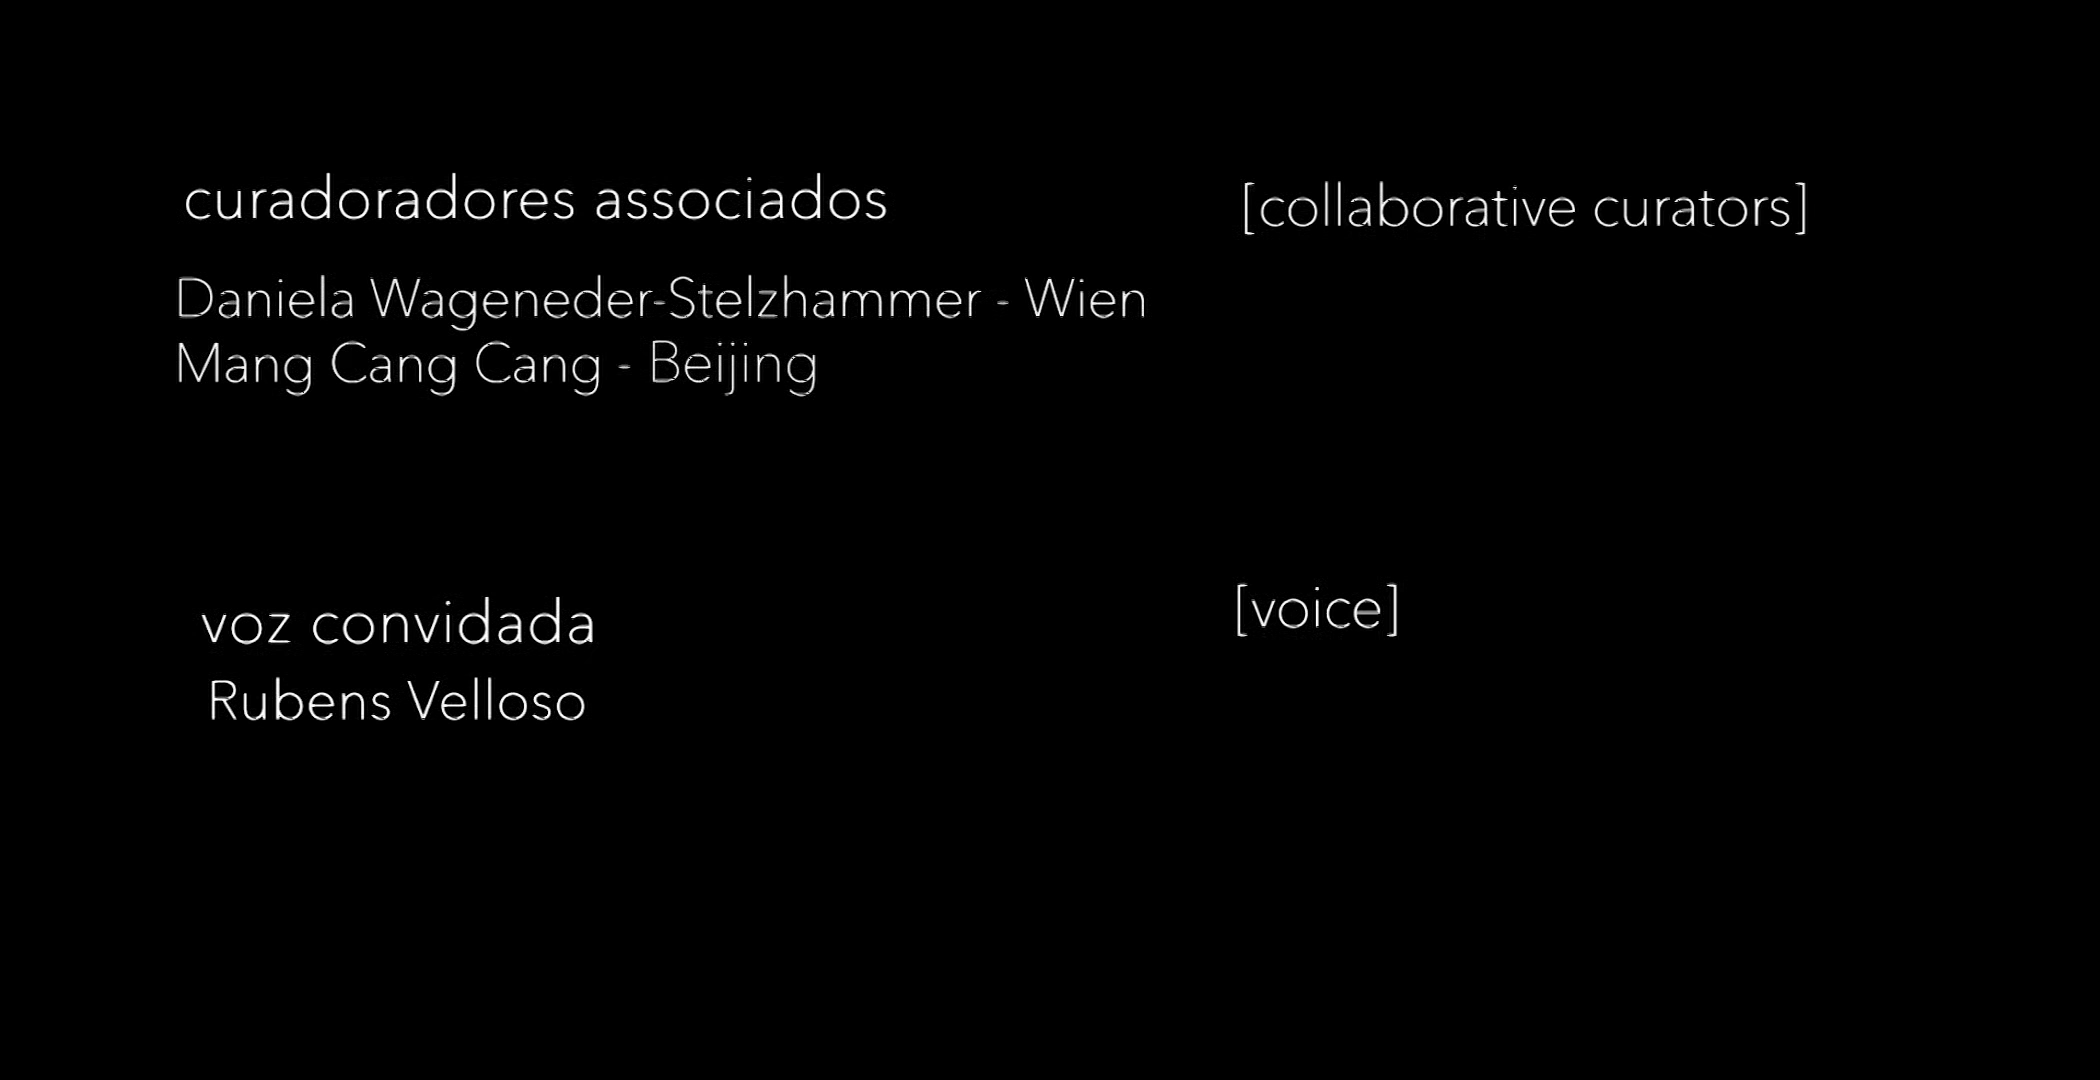 curadoradores associados [collaborative curators]
Daniela Wageneder-Stelzhammer - Wien
Mang Cang Cang - Beijing
voz convidada [voice]
Rubens Velloso